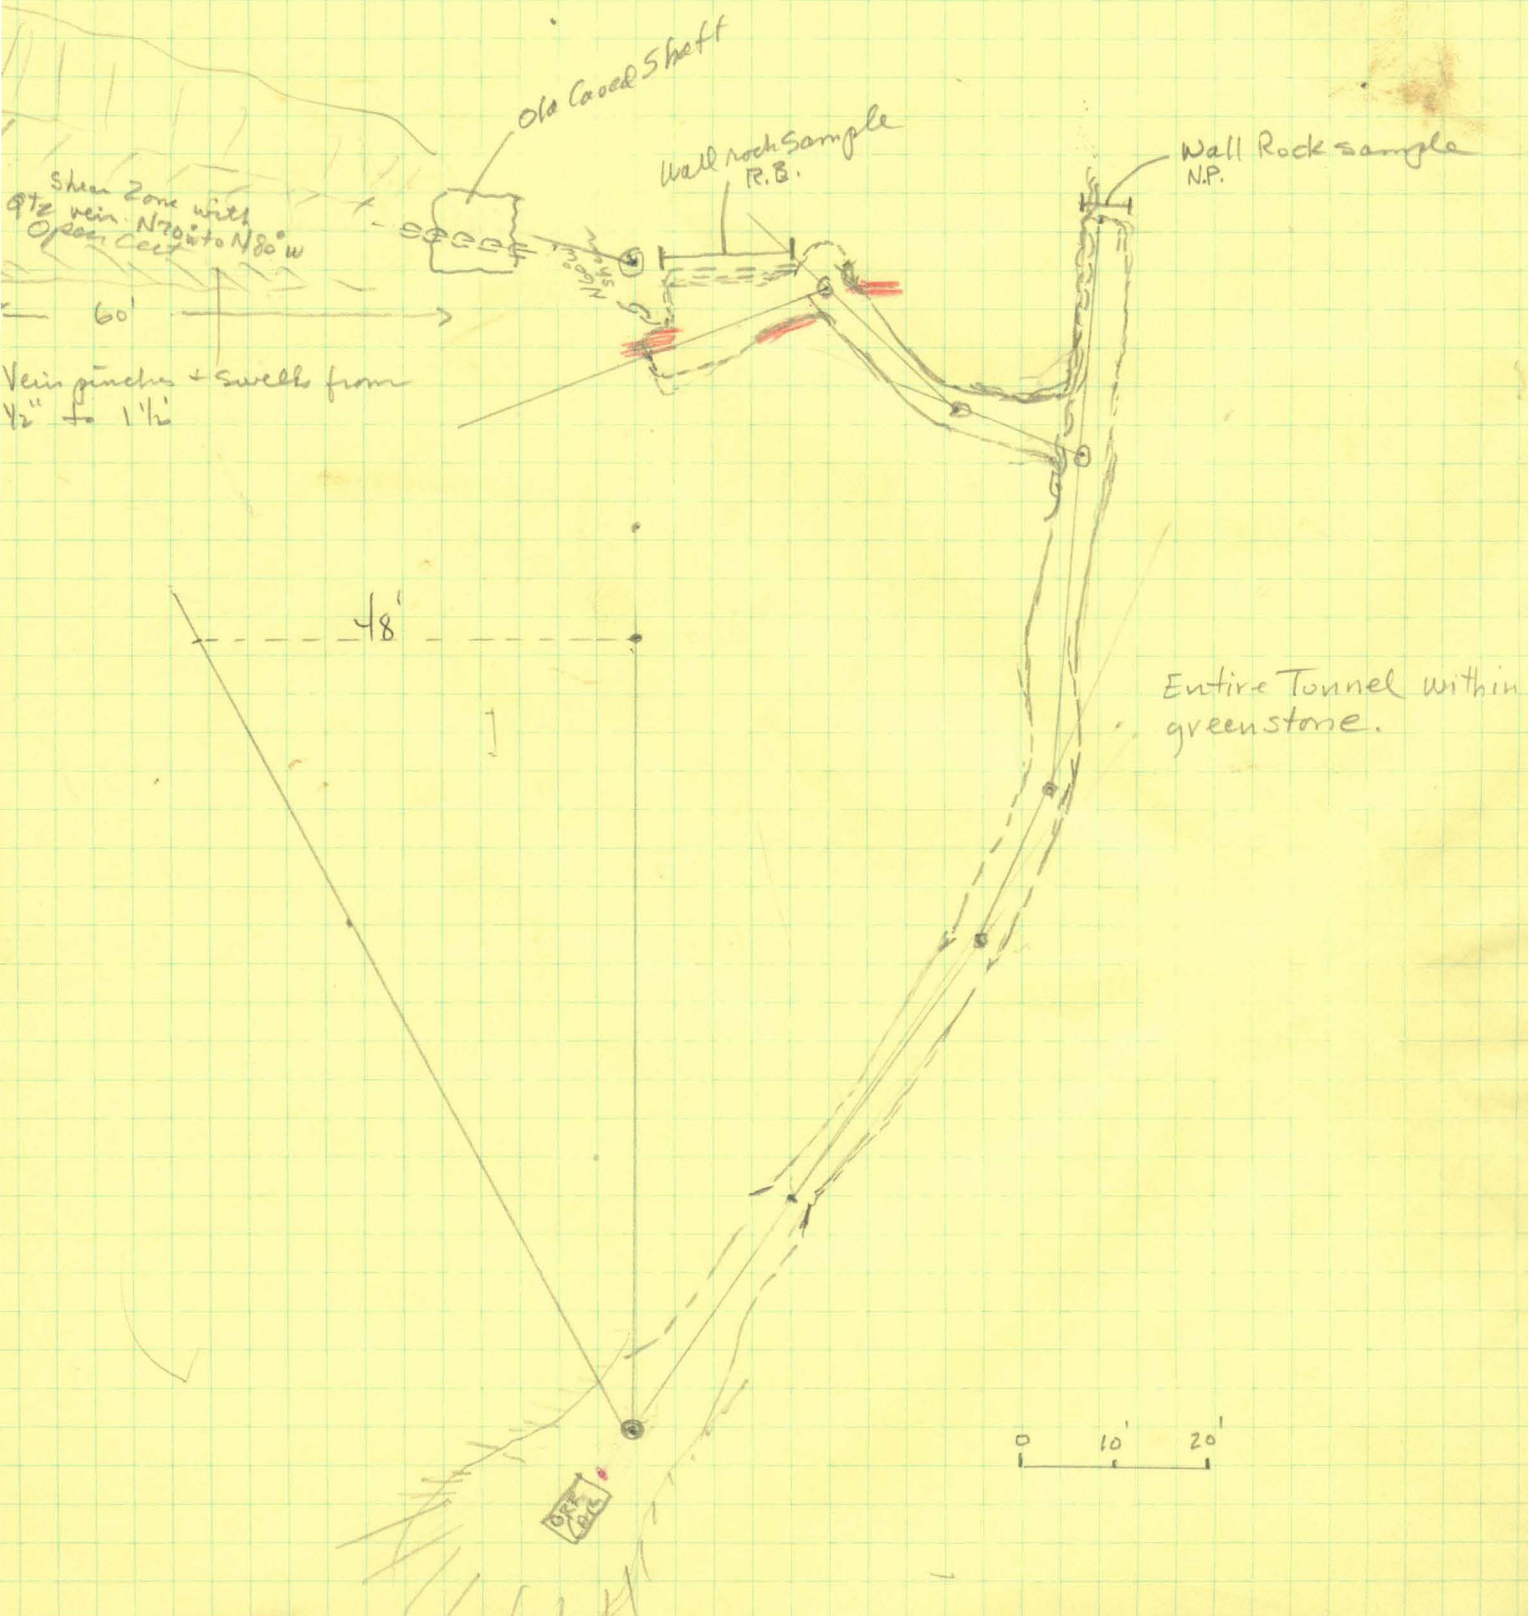 Old Caved Shaft
Wall rock sample
R.B.
Wall Rock sample
N.P.
Shear Zone with
Qtz vein N70°w to N80°w
Open Cut
60'
Vein pinches + swells from
1/2" to 1 1/2'
48'
Entire Tunnel within
greenstone.
0 10' 20'
ORE